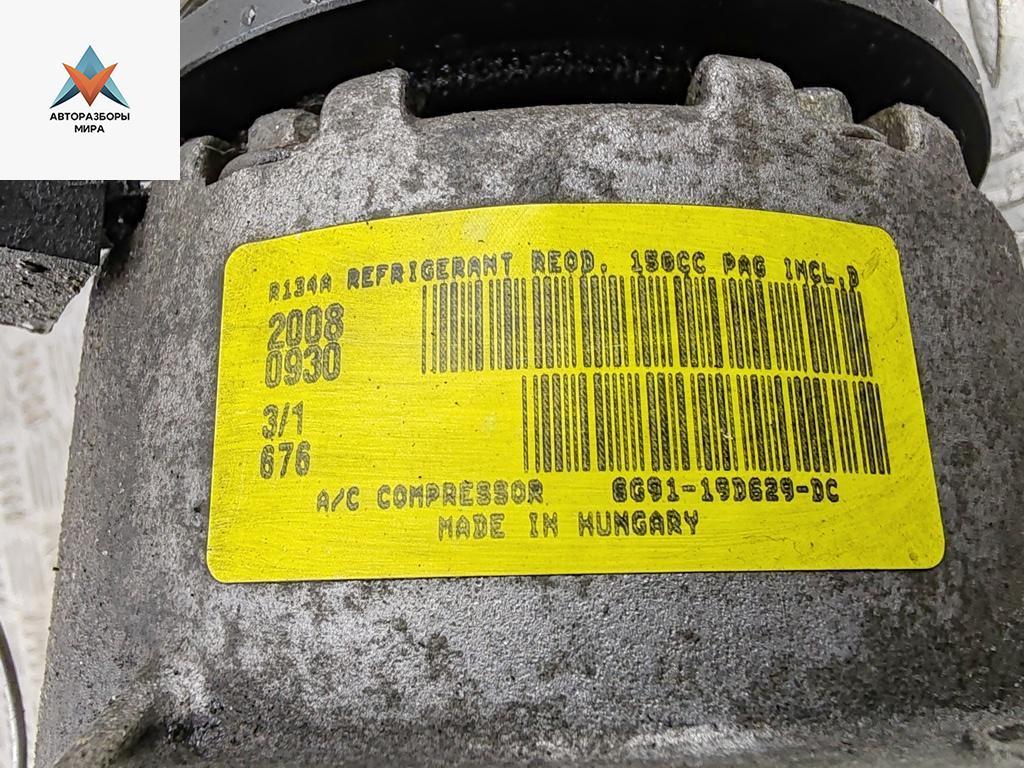 АВТОРАЗБОРЫ
МИРА
R134A REFRIGERANT REQD. 150CC PAG INCL.D
2008
0930
3/1
676
A/C COMPRESSOR 6G91-19D629-DC
MADE IN HUNGARY